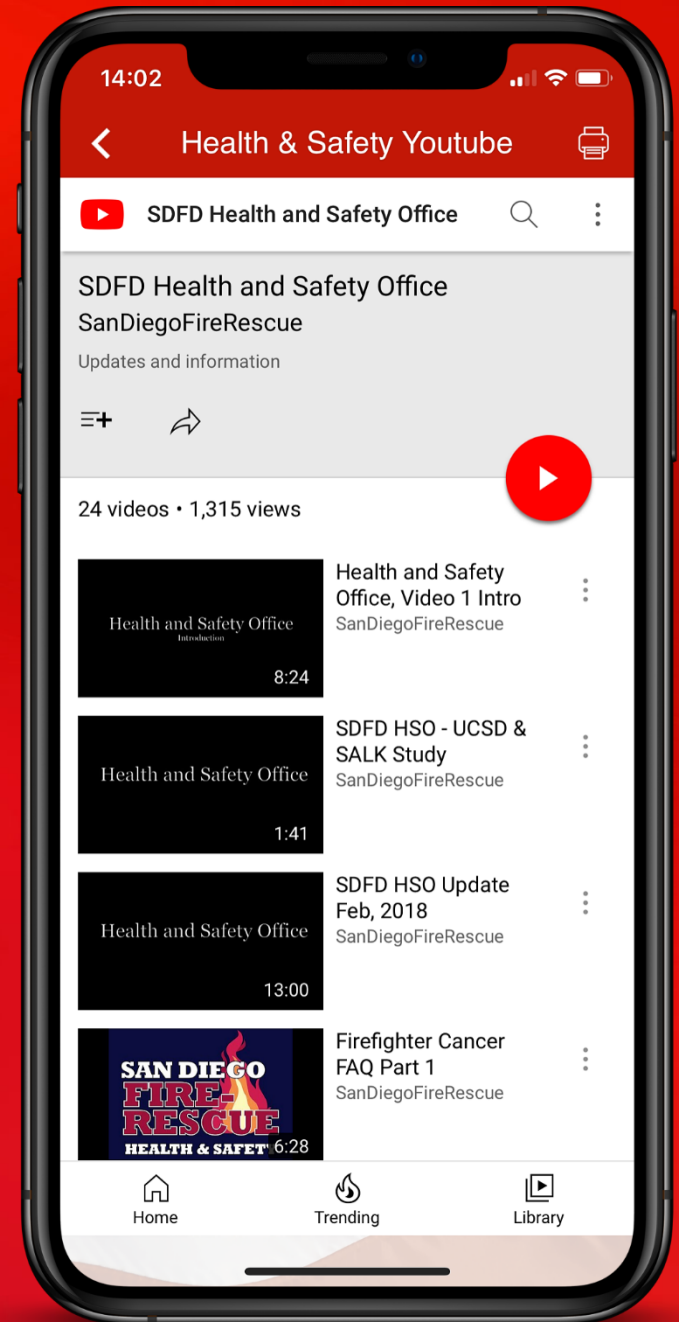 14:02
Health & Safety Youtube
SDFD Health and Safety Office
SDFD Health and Safety Office
SanDiegoFireRescue
Updates and information
24 videos • 1,315 views
Health and Safety Office
Introduction
8:24
Health and Safety
Office, Video 1 Intro
SanDiegoFireRescue
Health and Safety Office
1:41
SDFD HSO - UCSD &
SALK Study
SanDiegoFireRescue
Health and Safety Office
13:00
SDFD HSO Update
Feb, 2018
SanDiegoFireRescue
SAN DIEGO
FIRE-
RESCUE
HEALTH & SAFET
6:28
Firefighter Cancer
FAQ Part 1
SanDiegoFireRescue
Home
Trending
Library